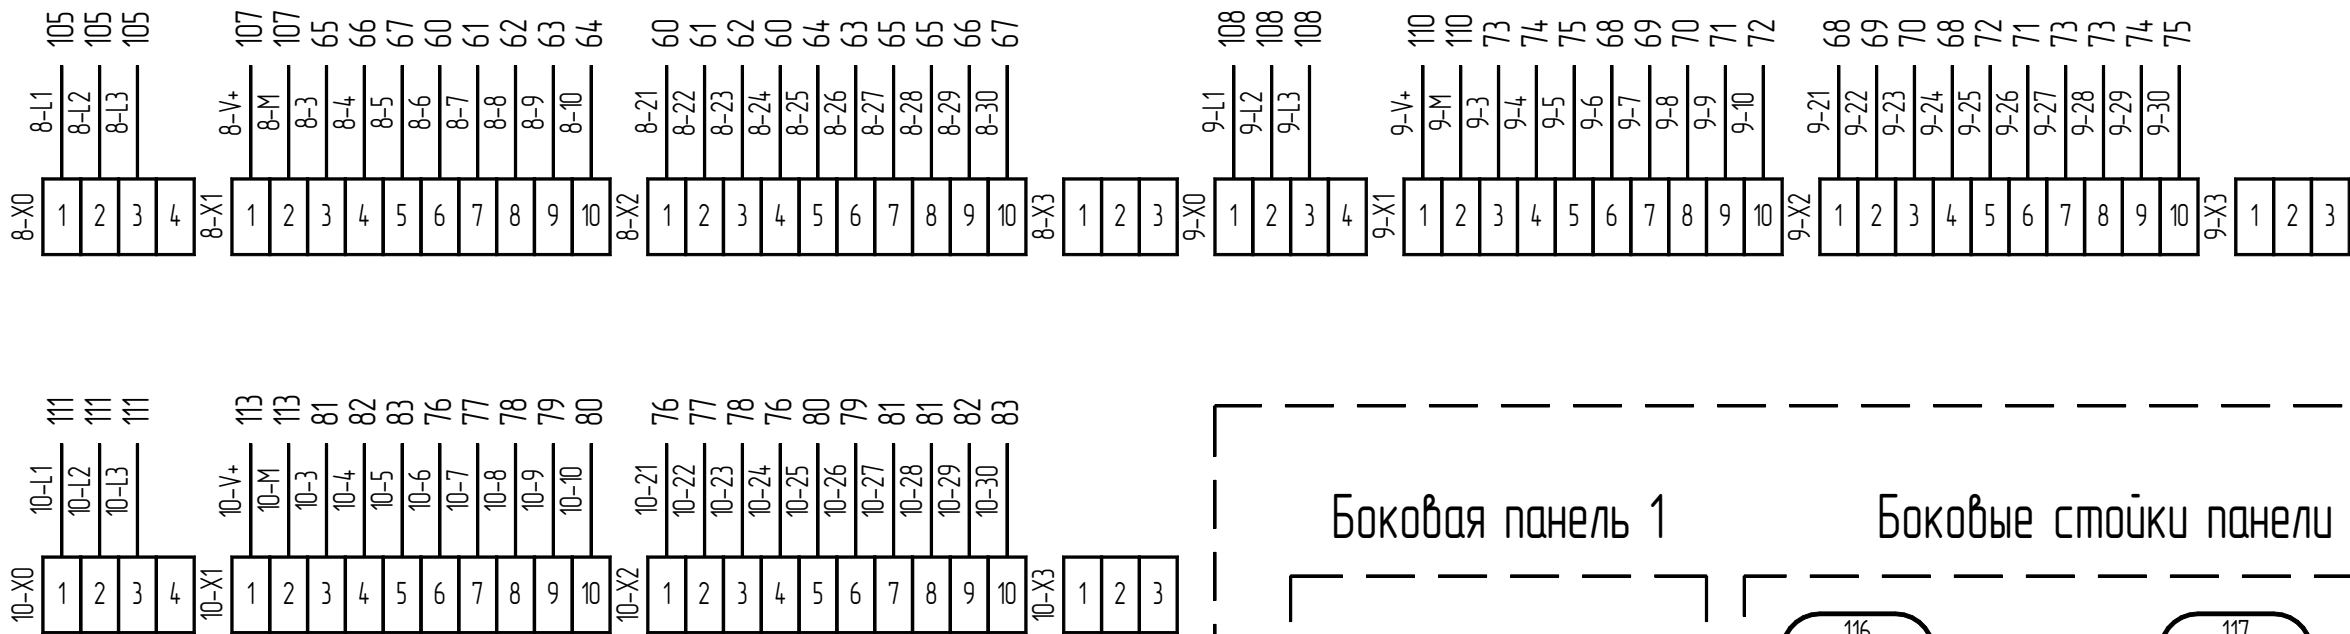 105 105 105 107 107 65 66 67 60 61 62 63 64 60 61 62 60 64 63 65 65 66 67 108 108 108 110 110 73 74 75 68 69 70 71 72 68 69 70 68 72 71 73 73 74 75
8-L1 8-L2 8-L3 8-V+ 8-M 8-3 8-4 8-5 8-6 8-7 8-8 8-9 8-10 8-21 8-22 8-23 8-24 8-25 8-26 8-27 8-28 8-29 8-30 9-L1 9-L2 9-L3 9-V+ 9-M 9-3 9-4 9-5 9-6 9-7 9-8 9-9 9-10 9-21 9-22 9-23 9-24 9-25 9-26 9-27 9-28 9-29 9-30
8-X0 1 2 3 4 8-X1 1 2 3 4 5 6 7 8 9 10 8-X2 1 2 3 4 5 6 7 8 9 10 8-X3 1 2 3 9-X0 1 2 3 4 9-X1 1 2 3 4 5 6 7 8 9 10 9-X2 1 2 3 4 5 6 7 8 9 10 9-X3 1 2 3
111 111 111 113 113 81 82 83 76 77 78 79 80 76 77 78 76 80 79 81 81 82 83
10-L1 10-L2 10-L3 10-V+ 10-M 10-3 10-4 10-5 10-6 10-7 10-8 10-9 10-10 10-21 10-22 10-23 10-24 10-25 10-26 10-27 10-28 10-29 10-30
10-X0 1 2 3 4 10-X1 1 2 3 4 5 6 7 8 9 10 10-X2 1 2 3 4 5 6 7 8 9 10 10-X3 1 2 3
Боковая панель 1
Боковые стойки панели
116
117